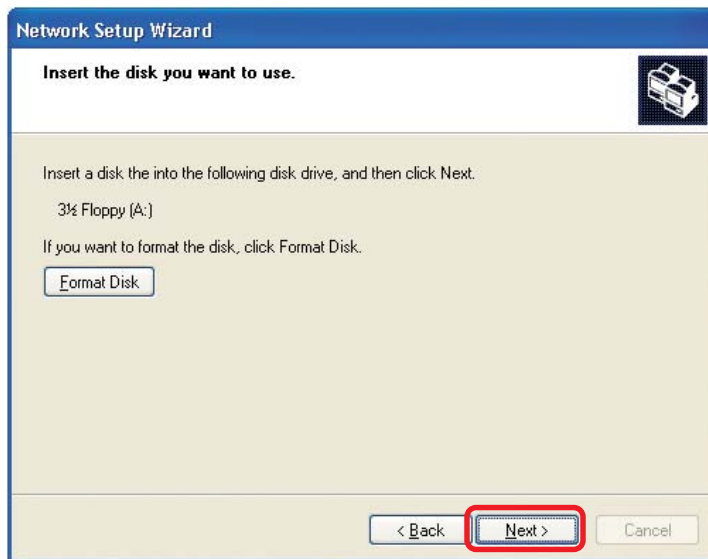 Network Setup Wizard
Insert the disk you want to use.
Insert a disk the into the following disk drive, and then click Next.
3½ Floppy (A:)
If you want to format the disk, click Format Disk.
Format Disk
< Back Next > Cancel